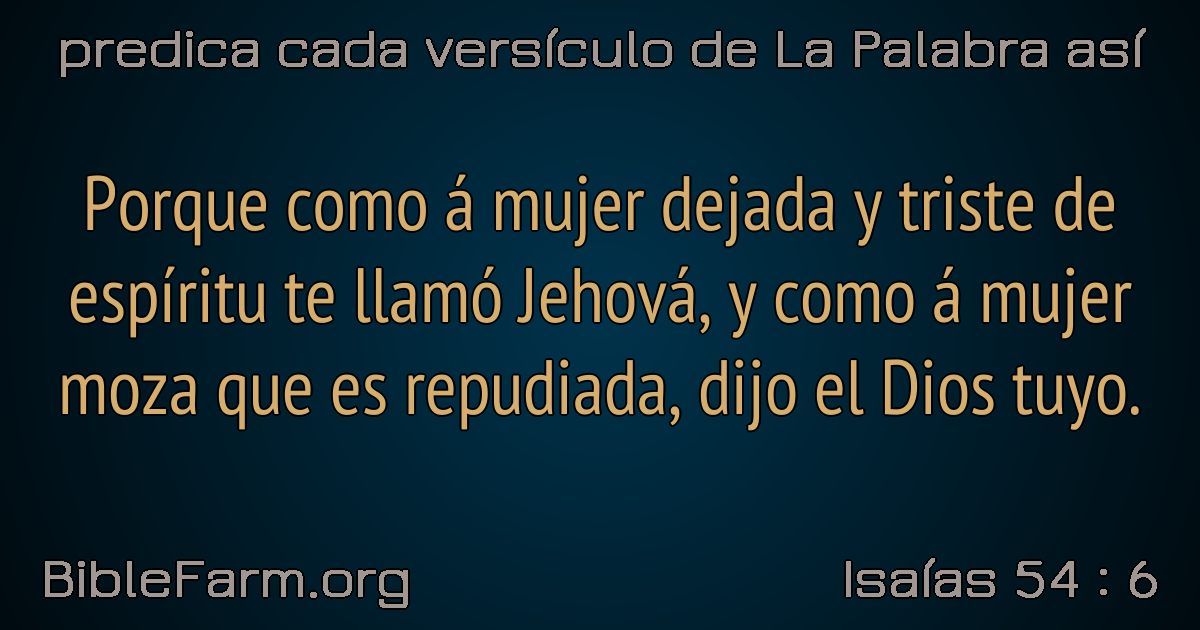 predica cada versículo de La Palabra así
Porque como á mujer dejada y triste de
espíritu te llamó Jehová, y como á mujer
moza que es repudiada, dijo el Dios tuyo.
BibleFarm.org
Isaías 54 : 6